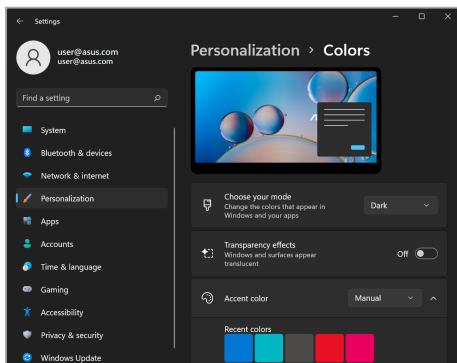 Settings
user@asus.com
user@asus.com
Find a setting
System
Bluetooth & devices
Network & internet
Personalization
Apps
Accounts
Time & language
Gaming
Accessibility
Privacy & security
Windows Update
Personalization > Colors
Choose your mode
Change the colors that appear in
Windows and your apps
Dark
Transparency effects
Windows and surfaces appear
translucent
Off
Accent color
Manual
Recent colors